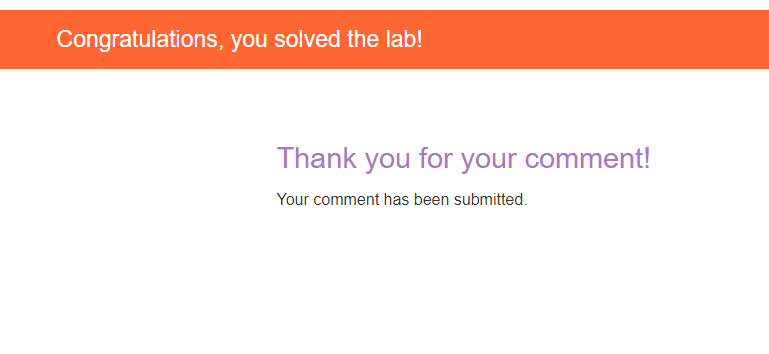 Congratulations, you solved the lab!
Thank you for your comment!
Your comment has been submitted.